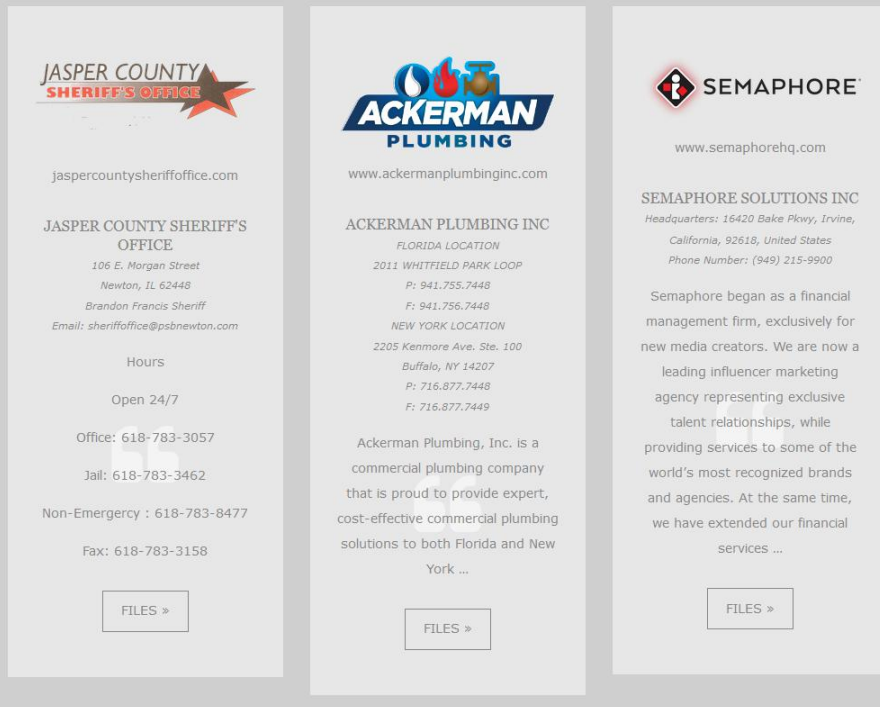 JASPER COUNTY
SHERIFF'S OFFICE
jaspercountysheriffoffice.com
JASPER COUNTY SHERIFF'S
OFFICE
106 E. Morgan Street
Newton, IL 62448
Brandon Francis Sheriff
Email: sheriffoffice@psbnewton.com
Hours
Open 24/7
Office: 618-783-3057
Jail: 618-783-3462
Non-Emergercy : 618-783-8477
Fax: 618-783-3158
FILES »
ACKERMAN
PLUMBING
www.ackermanplumbinginc.com
ACKERMAN PLUMBING INC
FLORIDA LOCATION
2011 WHITFIELD PARK LOOP
P: 941.755.7448
F: 941.756.7448
NEW YORK LOCATION
2205 Kenmore Ave. Ste. 100
Buffalo, NY 14207
P: 716.877.7448
F: 716.877.7449
Ackerman Plumbing, Inc. is a
commercial plumbing company
that is proud to provide expert,
cost-effective commercial plumbing
solutions to both Florida and New
York ...
FILES »
SEMAPHORE
www.semaphorehq.com
SEMAPHORE SOLUTIONS INC
Headquarters: 16420 Bake Pkwy, Irvine,
California, 92618, United States
Phone Number: (949) 215-9900
Semaphore began as a financial
management firm, exclusively for
new media creators. We are now a
leading influencer marketing
agency representing exclusive
talent relationships, while
providing services to some of the
world's most recognized brands
and agencies. At the same time,
we have extended our financial
services ...
FILES »